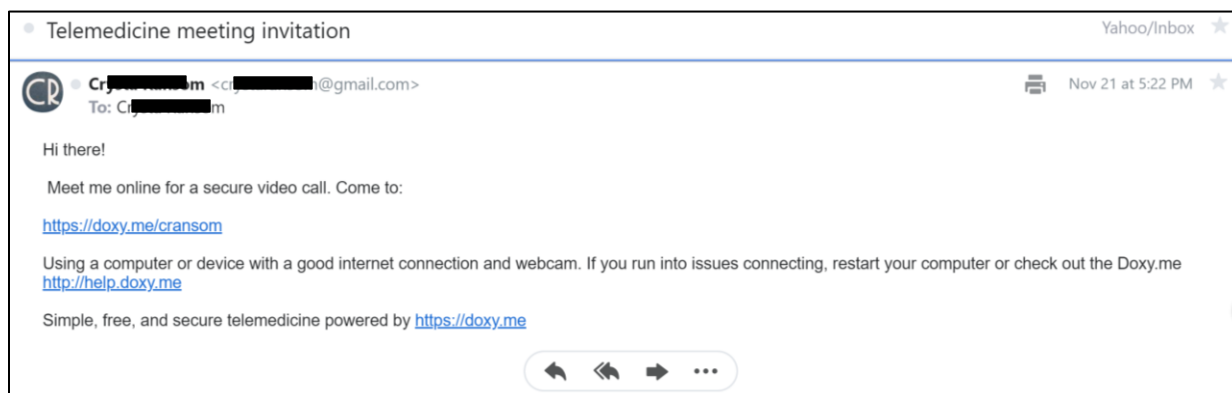 Telemedicine meeting invitation
Yahoo/Inbox
CR
@gmail.com>
Nov 21 at 5:22 PM
To:
Hi there!
Meet me online for a secure video call. Come to:
https://doxy.me/cransom
Using a computer or device with a good internet connection and webcam. If you run into issues connecting, restart your computer or check out the Doxy.me
http://help.doxy.me
Simple, free, and secure telemedicine powered by https://doxy.me